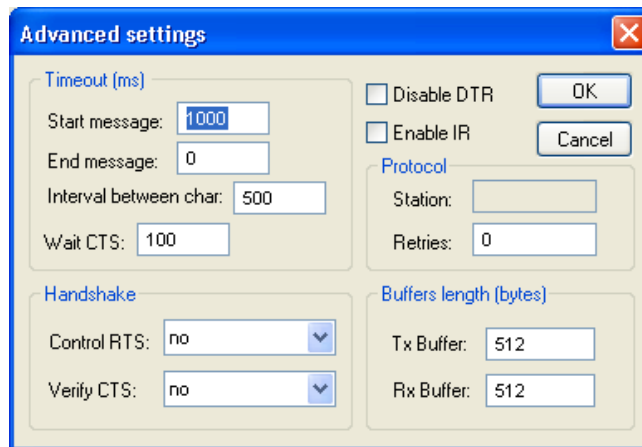 Advanced settings
Timeout (ms)
Start message: 1000
End message: 0
Interval between char: 500
Wait CTS: 100
Disable DTR
Enable IR
OK
Cancel
Protocol
Station:
Retries: 0
Handshake
Control RTS: no
Verify CTS: no
Buffers length (bytes)
Tx Buffer: 512
Rx Buffer: 512